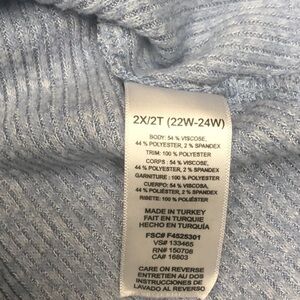 2X/2T (22W-24W)
BODY: 54 % VISCOSE,
44 % POLYESTER, 2 % SPANDEX
TRIM: 100 % POLYESTER
CORPS : 54 % VISCOSE,
44 % POLYESTER, 2 % SPANDEX
GARNITURE : 100 % POLYESTER
CUERPO: 54 % VISCOSA,
44 % POLIÉSTER, 2 % SPANDEX
RIBETE: 100 % POLIÉSTER
MADE IN TURKEY
FAIT EN TURQUIE
HECHO EN TURQUÍA
FSC# F4525301
VS# 133465
RN# 150708
CA# 16803
CARE ON REVERSE
ENTRETIEN AU DOS
INSTRUCCIONES DE
LAVADO AL REVERSO